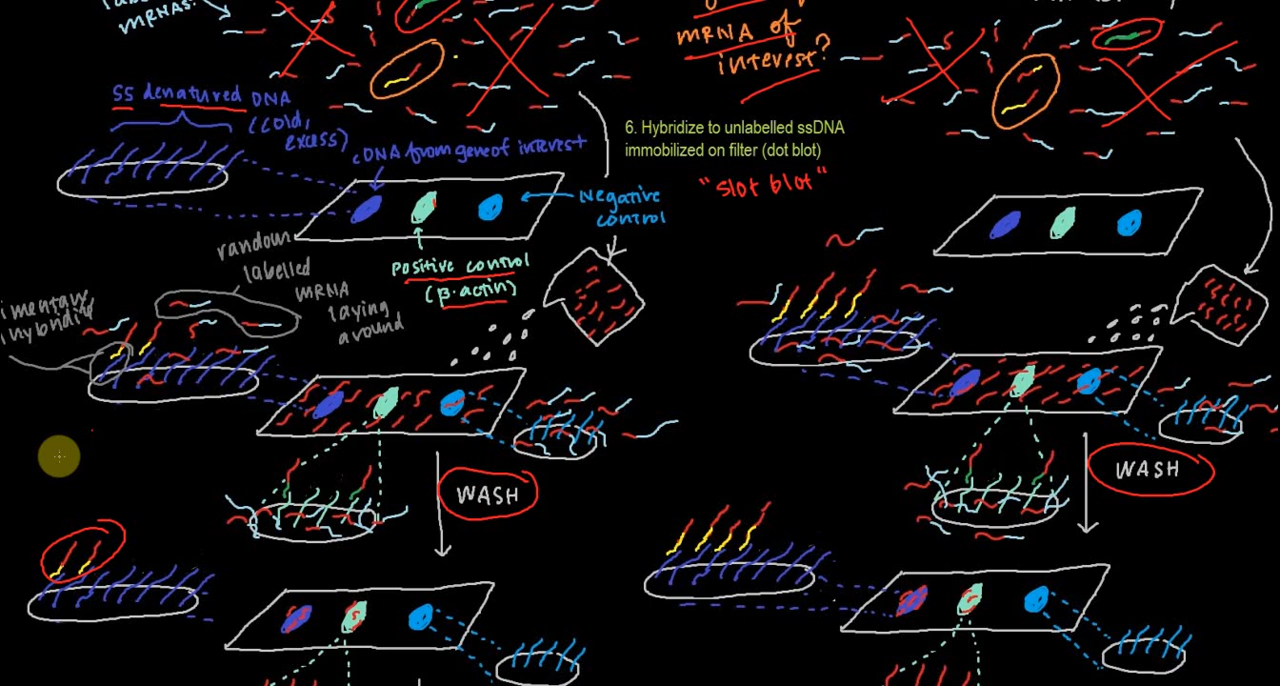 mRNAs.
mRNA of
interest?
SS denatured DNA
(cold,
excess)
cDNA from gene of interest
6. Hybridize to unlabelled ssDNA
immobilized on filter (dot blot)
"slot blot"
Negative
control
positive control
(β-actin)
random
labelled
mRNA
laying
around
WASH
WASH